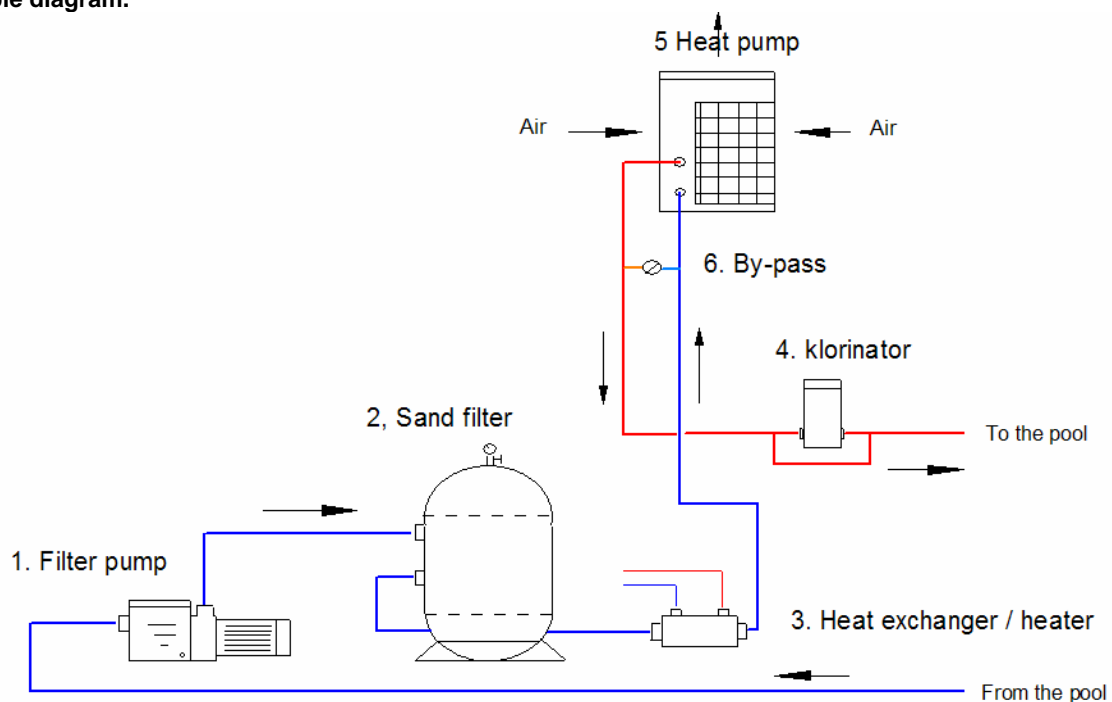 ple diagram.
5 Heat pump
Air
Air
6. By-pass
4. klorinator
2, Sand filter
To the pool
1. Filter pump
3. Heat exchanger / heater
From the pool